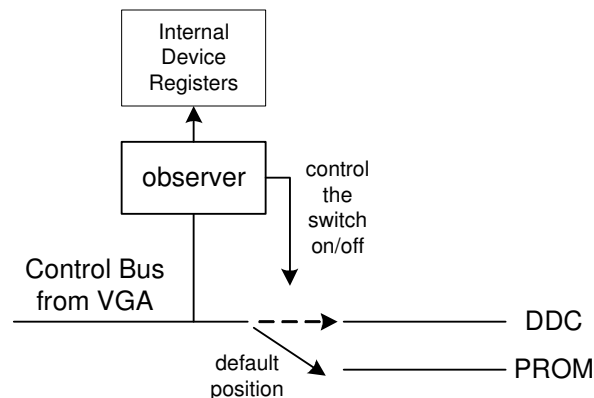 Internal
Device
Registers
observer
control
the
switch
on/off
Control Bus
from VGA
DDC
default
position
PROM